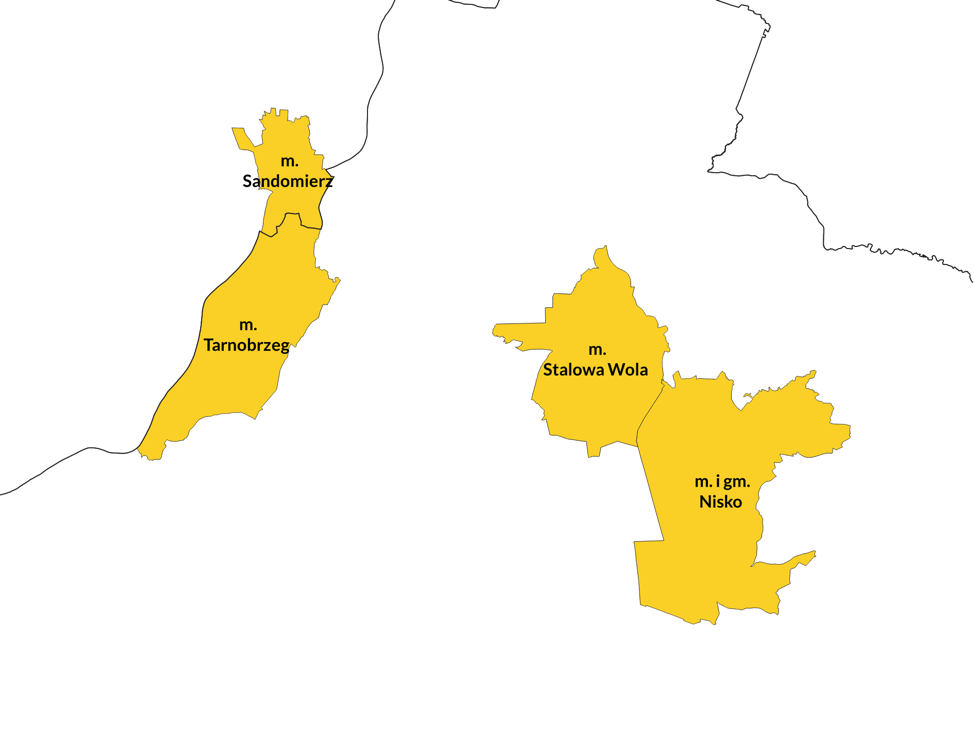 m.
Sandomierz
m.
Tarnobrzeg
m.
Stalowa Wola
m. i gm.
Nisko